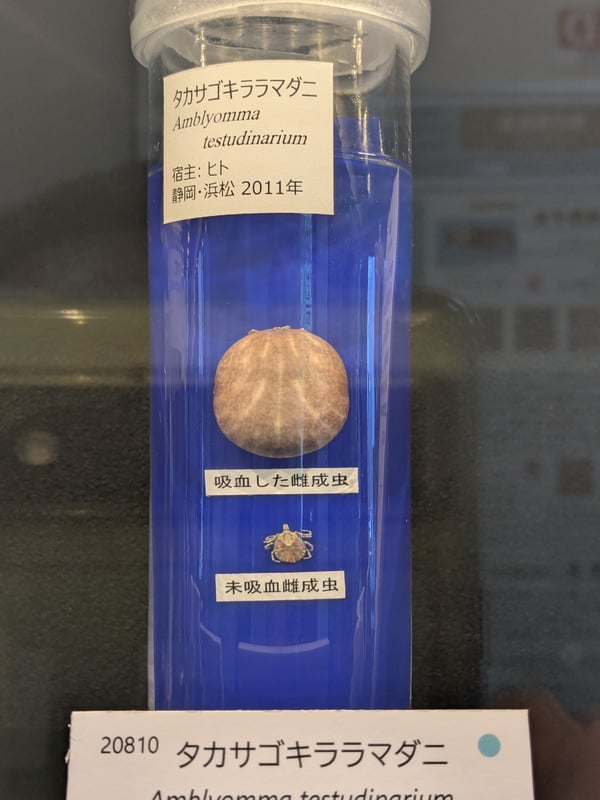 タカサゴキララマダニ
Amblyomma
testudinarium
宿主: ヒト
静岡・浜松 2011年
吸血した雌成虫
未吸血雌成虫
20810 タカサゴキララマダニ
Amblyomma testudinarium